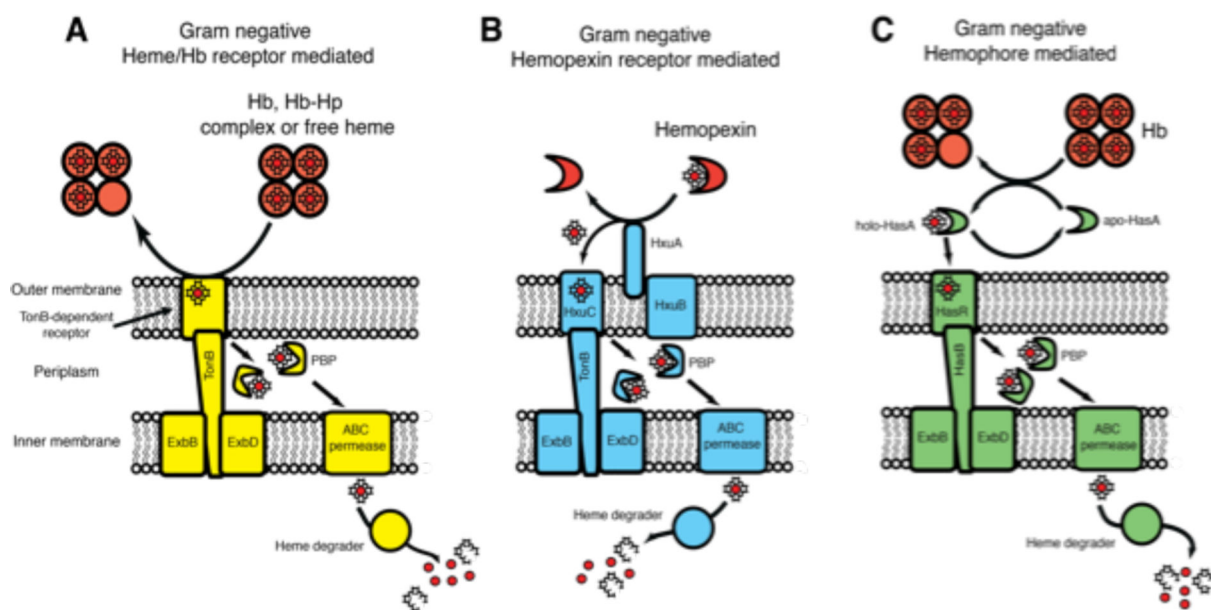 A
Gram negative
Heme/Hb receptor mediated
Hb, Hb-Hp
complex or free heme
Outer membrane
TonB-dependent
receptor
Periplasm
TonB
PBP
Inner membrane
ExbB
ExbD
ABC
permease
Heme degrader
B
Gram negative
Hemopexin receptor mediated
Hemopexin
HxuA
HxuC
HxuB
TonB
PBP
ExbB
ExbD
ABC
permease
Heme degrader
C
Gram negative
Hemophore mediated
Hb
holo-HasA
apo-HasA
HasR
HasB
PBP
ExbB
ExbD
ABC
permease
Heme degrader